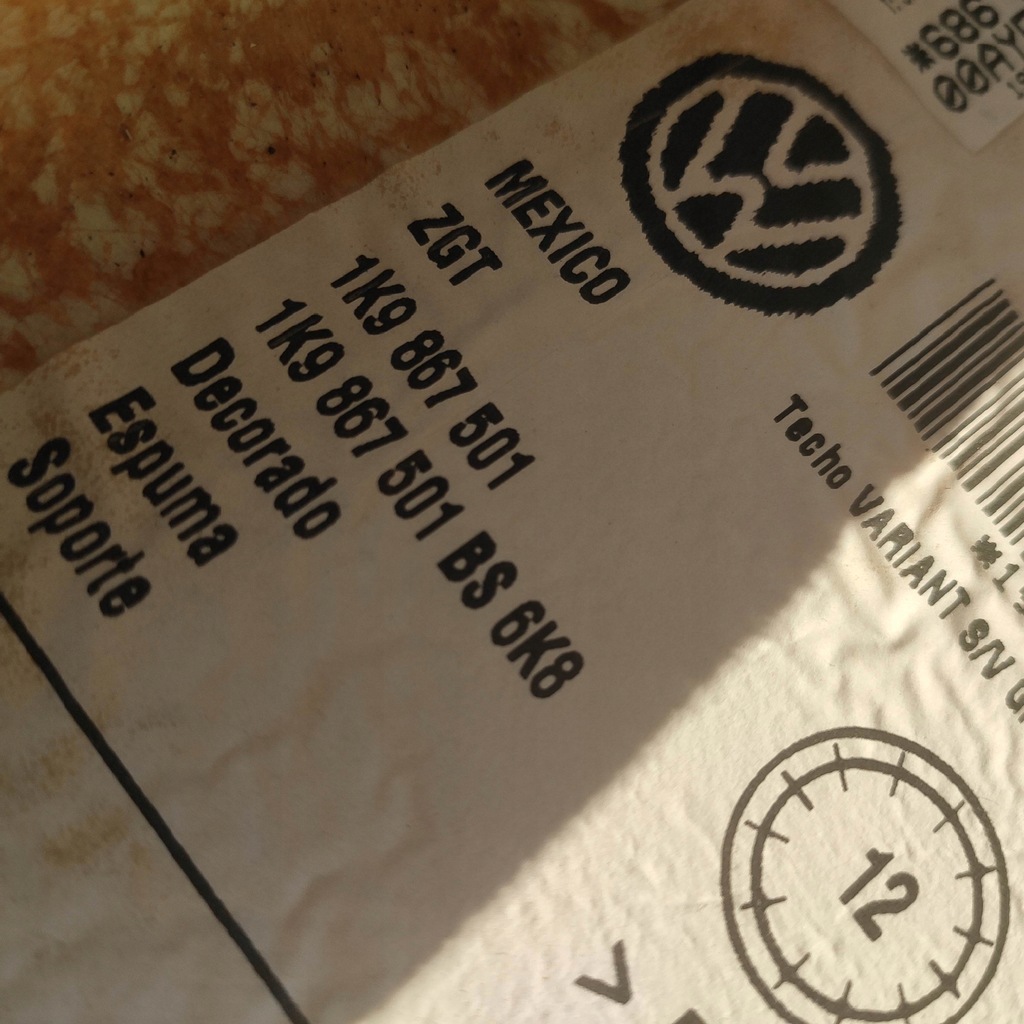 MEXICO
ZGT
1K9 867 501
1K9 867 501 BS 6K8
Decorado
Espuma
Soporte
Techo VARIANT S/N
12
V